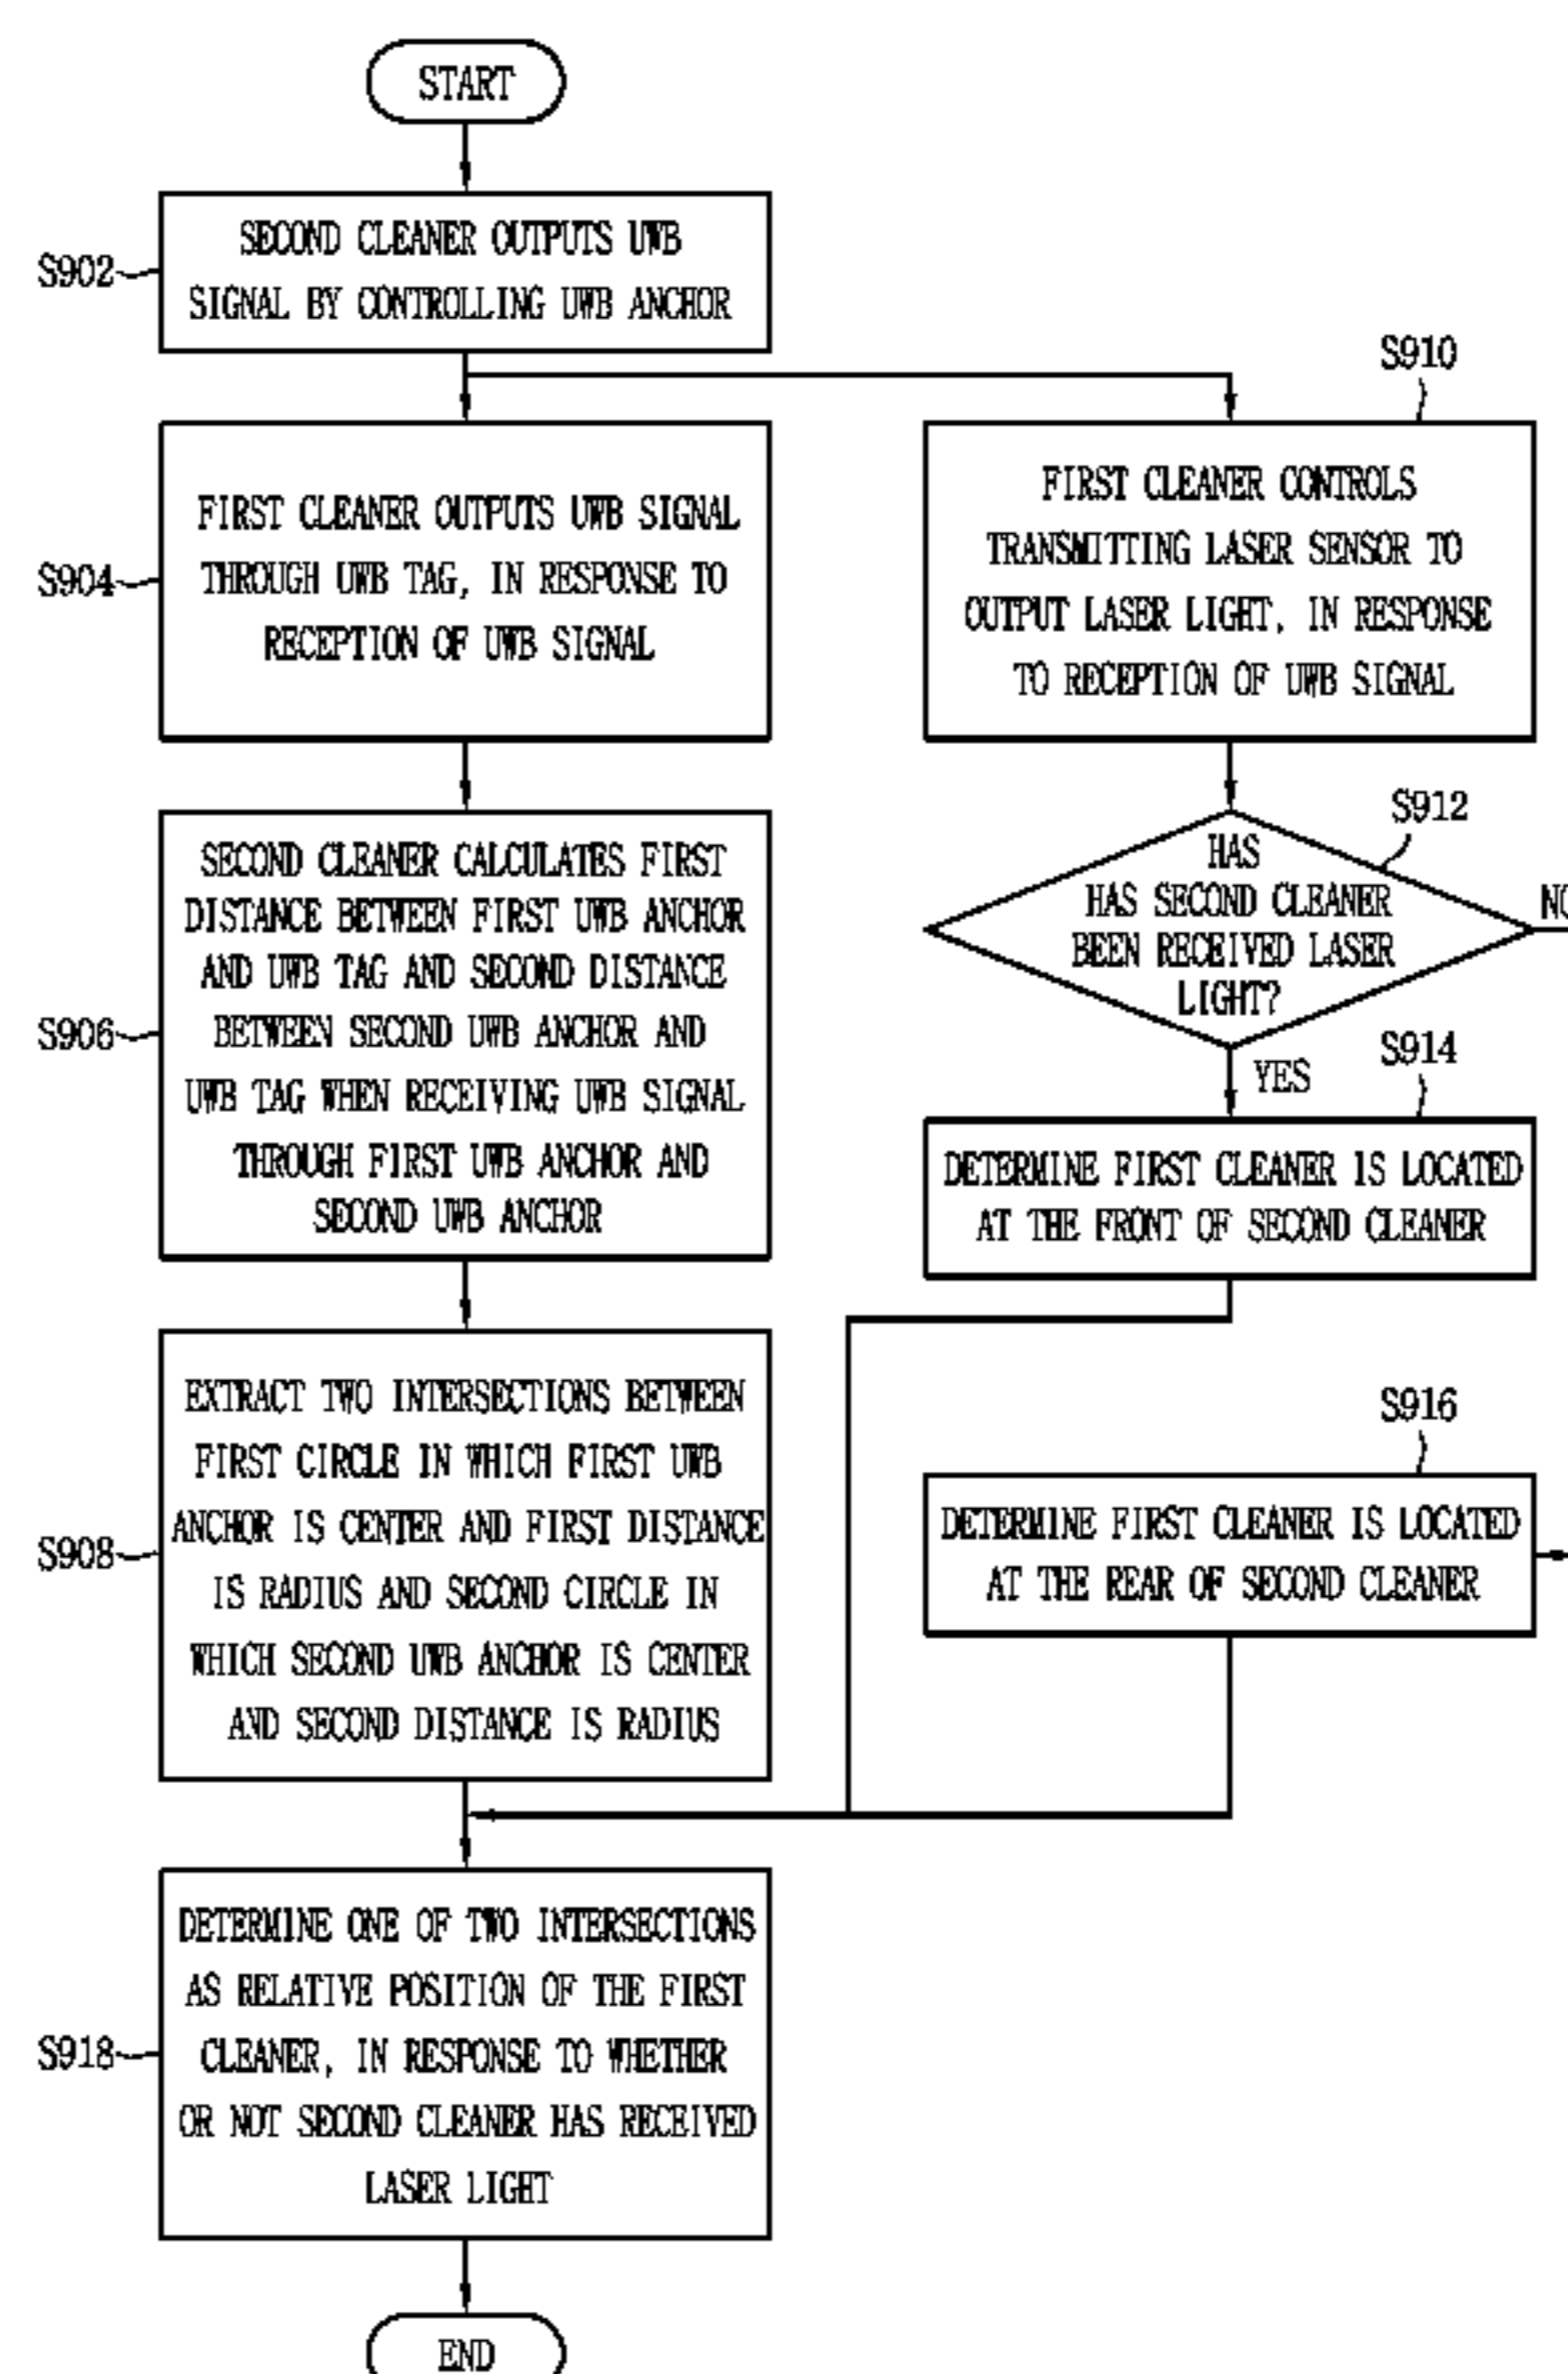 START
S902
SECOND CLEANER OUTPUTS UWB
SIGNAL BY CONTROLLING UWB ANCHOR
S904
FIRST CLEANER OUTPUTS UWB SIGNAL
THROUGH UWB TAG, IN RESPONSE TO
RECEPTION OF UWB SIGNAL
S906
SECOND CLEANER CALCULATES FIRST
DISTANCE BETWEEN FIRST UWB ANCHOR
AND UWB TAG AND SECOND DISTANCE
BETWEEN SECOND UWB ANCHOR AND
UWB TAG WHEN RECEIVING UWB SIGNAL
THROUGH FIRST UWB ANCHOR AND
SECOND UWB ANCHOR
S908
EXTRACT TWO INTERSECTIONS BETWEEN
FIRST CIRCLE IN WHICH FIRST UWB
ANCHOR IS CENTER AND FIRST DISTANCE
IS RADIUS AND SECOND CIRCLE IN
WHICH SECOND UWB ANCHOR IS CENTER
AND SECOND DISTANCE IS RADIUS
S910
FIRST CLEANER CONTROLS
TRANSMITTING LASER SENSOR TO
OUTPUT LASER LIGHT, IN RESPONSE
TO RECEPTION OF UWB SIGNAL
S912
HAS
HAS SECOND CLEANER
BEEN RECEIVED LASER
LIGHT?
NO
YES
S914
DETERMINE FIRST CLEANER IS LOCATED
AT THE FRONT OF SECOND CLEANER
S916
DETERMINE FIRST CLEANER IS LOCATED
AT THE REAR OF SECOND CLEANER
S918
DETERMINE ONE OF TWO INTERSECTIONS
AS RELATIVE POSITION OF THE FIRST
CLEANER, IN RESPONSE TO WHETHER
OR NOT SECOND CLEANER HAS RECEIVED
LASER LIGHT
END